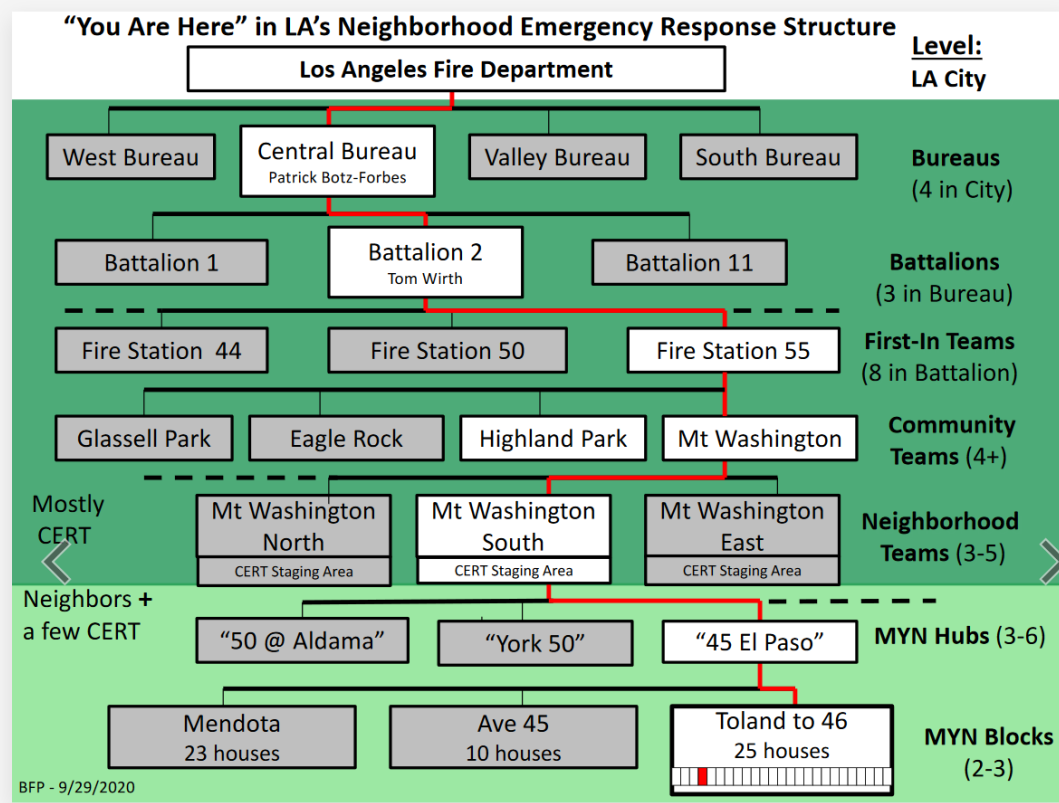 “You Are Here” in LA’s Neighborhood Emergency Response Structure
Level:
LA City
Los Angeles Fire Department
West Bureau
Central Bureau
Patrick Botz-Forbes
Valley Bureau
South Bureau
Bureaus
(4 in City)
Battalion 1
Battalion 2
Tom Wirth
Battalion 11
Battalions
(3 in Bureau)
Fire Station 44
Fire Station 50
Fire Station 55
First-In Teams
(8 in Battalion)
Glassell Park
Eagle Rock
Highland Park
Mt Washington
Community
Teams (4+)
Mostly
CERT
Mt Washington
North
CERT Staging Area
Mt Washington
South
CERT Staging Area
Mt Washington
East
CERT Staging Area
Neighborhood
Teams (3-5)
Neighbors +
a few CERT
“50 @ Aldama”
“York 50”
“45 El Paso”
MYN Hubs (3-6)
Mendota
23 houses
Ave 45
10 houses
Toland to 46
25 houses
MYN Blocks
(2-3)
BFP - 9/29/2020